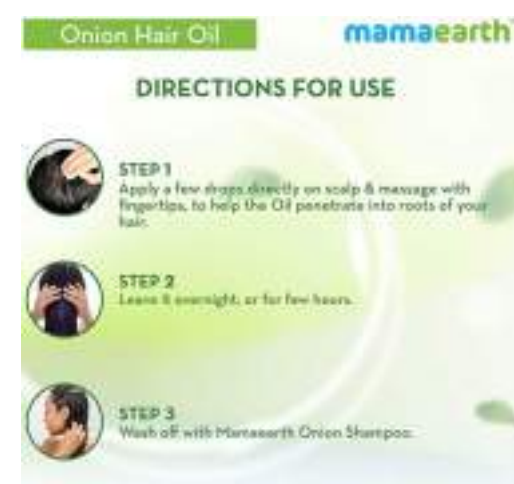 Onion Hair Oil
mamaearth
DIRECTIONS FOR USE
STEP 1
Apply a few drops directly on scalp & massage with
fingertips, to help the Oil penetrate into roots of your
hair.
STEP 2
Leave it overnight, or for few hours.
STEP 3
Wash off with Mamaearth Onion Shampoo.